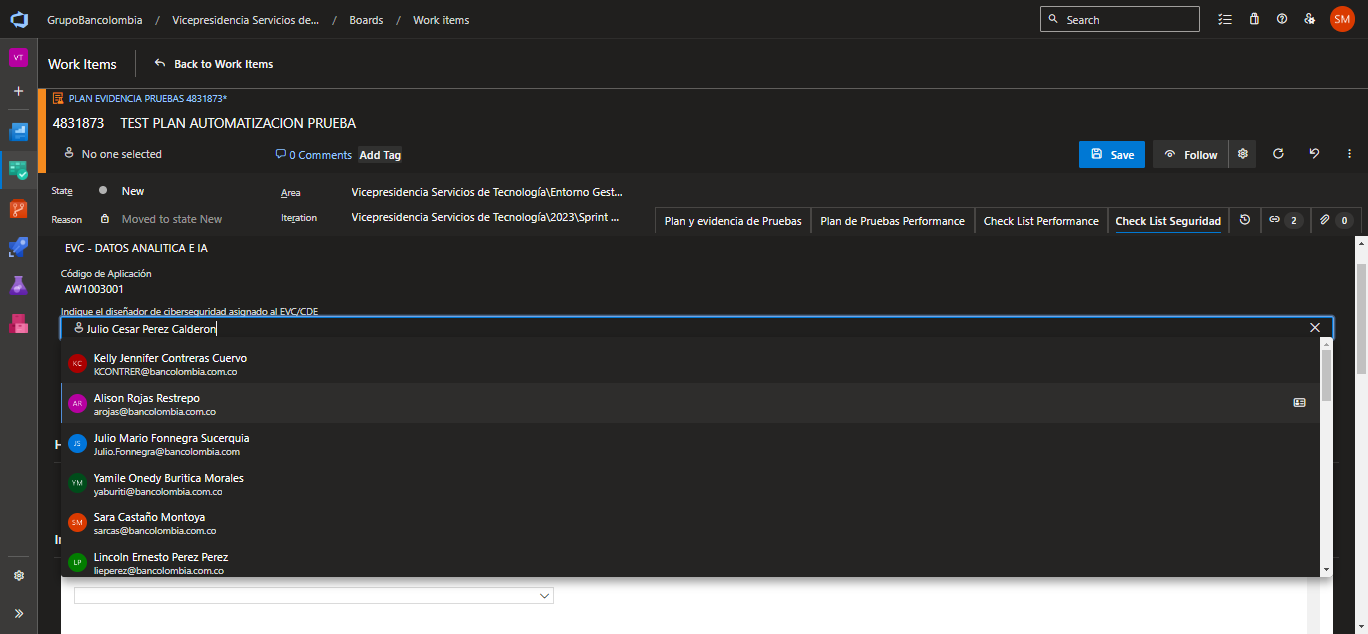 GrupoBancolombia / Vicepresidencia Servicios de... / Boards / Work items
Search
SM
VT
Work Items
Back to Work Items
PLAN EVIDENCIA PRUEBAS 4831873*
4831873 TEST PLAN AUTOMATIZACION PRUEBA
No one selected
0 Comments
Add Tag
Save
Follow
State
New
Area
Vicepresidencia Servicios de Tecnología\Entorno Gest...
Reason
Moved to state New
Iteration
Vicepresidencia Servicios de Tecnología\2023\Sprint ...
Plan y evidencia de Pruebas
Plan de Pruebas Performance
Check List Performance
Check List Seguridad
2
0
EVC - DATOS ANALITICA E IA
Código de Aplicación
AW1003001
Indique el diseñador de ciberseguridad asignado al EVC/CDE
Julio Cesar Perez Calderon
KC
Kelly Jennifer Contreras Cuervo
KCONTRER@bancolombia.com.co
AR
Alison Rojas Restrepo
arojas@bancolombia.com.co
JS
Julio Mario Fonnegra Sucerquia
Julio.Fonnegra@bancolombia.com
YM
Yamile Onedy Buritica Morales
yaburiti@bancolombia.com.co
SM
Sara Castaño Montoya
sarcas@bancolombia.com.co
LP
Lincoln Ernesto Perez Perez
lieperez@bancolombia.com.co